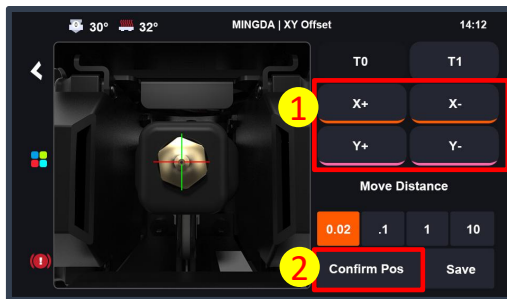 30° 32° MINGDA | XY Offset 14:12
T0 T1
1 X+ X-
Y+ Y-
Move Distance
0.02 .1 1 10
2 Confirm Pos Save